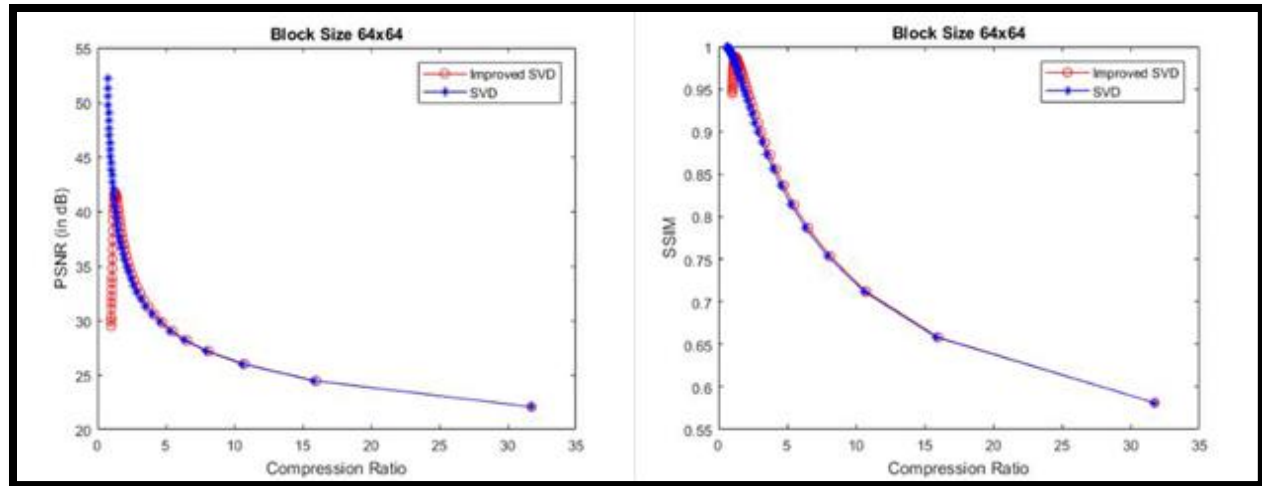 Block Size 64x64
Improved SVD
SVD
55
50
45
40
35
30
25
20
PSNR (in dB)
0 5 10 15 20 25 30 35
Compression Ratio
Block Size 64x64
Improved SVD
SVD
1
0.95
0.9
0.85
0.8
0.75
0.7
0.65
0.6
0.55
SSIM
0 5 10 15 20 25 30 35
Compression Ratio